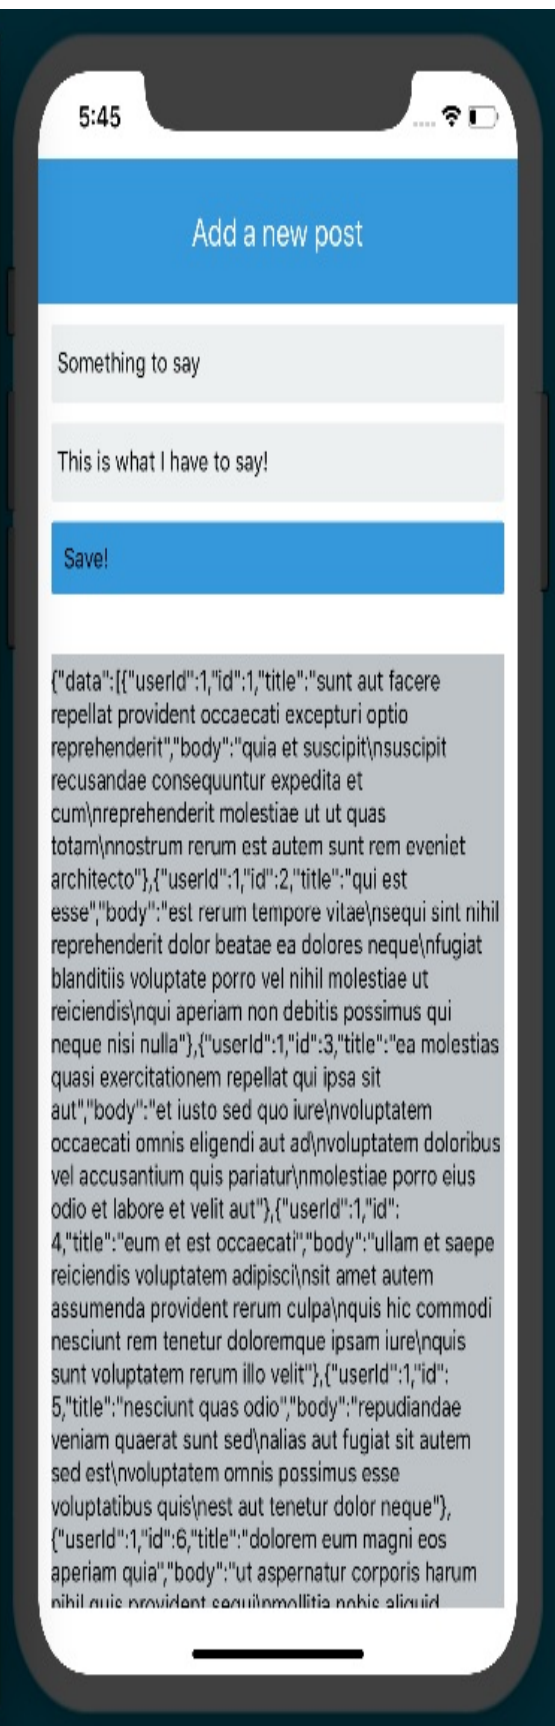 5:45
Add a new post
Something to say
This is what I have to say!
Save!
{"data":[{"userId":1,"id":1,"title":"sunt aut facere
repellat provident occaecati excepturi optio
reprehenderit","body":"quia et suscipit\nsuscipit
recusandae consequuntur expedita et
cum\nreprehenderit molestiae ut ut quas
totam\nnostrum rerum est autem sunt rem eveniet
architecto"},{"userId":1,"id":2,"title":"qui est
esse","body":"est rerum tempore vitae\nsequi sint nihil
reprehenderit dolor beatae ea dolores neque\nfugiat
blanditiis voluptate porro vel nihil molestiae ut
reiciendis\nqui aperiam non debitis possimus qui
neque nisi nulla"},{"userId":1,"id":3,"title":"ea molestias
quasi exercitationem repellat qui ipsa sit
aut","body":"et iusto sed quo iure\nvoluptatem
occaecati omnis eligendi aut ad\nvoluptatem doloribus
vel accusantium quis pariatur\nmolestiae porro eius
odio et labore et velit aut"},{"userId":1,"id":
4,"title":"eum et est occaecati","body":"ullam et saepe
reiciendis voluptatem adipisci\nsit amet autem
assumenda provident rerum culpa\nquis hic commodi
nesciunt rem tenetur doloremque ipsam iure\nquis
sunt voluptatem rerum illo velit"},{"userId":1,"id":
5,"title":"nesciunt quas odio","body":"repudiandae
veniam quaerat sunt sed\nalias aut fugiat sit autem
sed est\nvoluptatem omnis possimus esse
voluptatibus quis\nest aut tenetur dolor neque"},
{"userId":1,"id":6,"title":"dolorem eum magni eos
aperiam quia","body":"ut aspernatur corporis harum
nihil quis provident sequi\nmollitia nobis aliquid